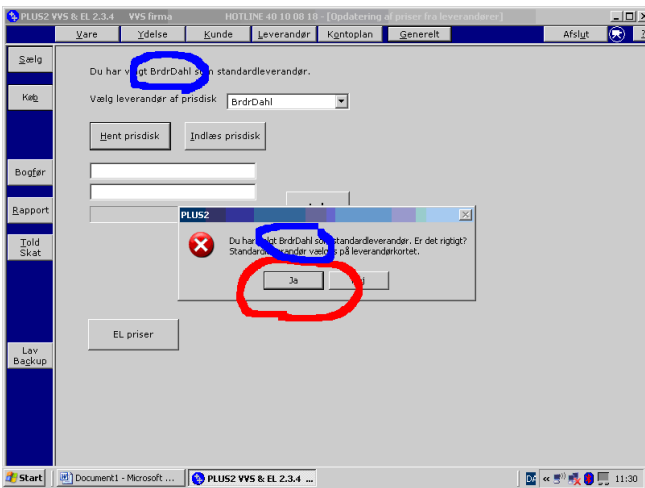 PLUS2 VVS & EL 2.3.4 VVS firma HOTLINE 40 10 08 18 - [Opdatering af priser fra leverandører]
Vare Ydelse Kunde Leverandør Kontoplan Generelt Afslut
Sælg
Køb
Bogfør
Rapport
Told
Skat
Lav
Backup
Du har valgt BrdrDahl som standardleverandør.
Vælg leverandør af prisdisk BrdrDahl
Hent prisdisk Indlæs prisdisk
PLUS2
Du har valgt BrdrDahl som standardleverandør. Er det rigtigt?
Standardleverandør vælges på leverandørkortet.
Ja Nej
EL priser
Start Document1 - Microsoft ... PLUS2 VVS & EL 2.3.4 ... DA « 11:30